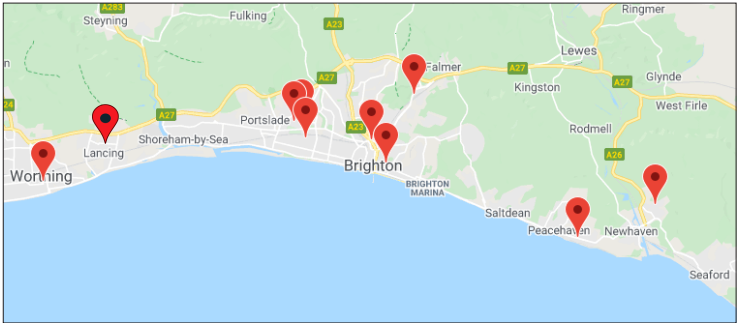 A283
Steyning
Fulking
A23
Ringmer
Lewes
A27
Falmer
A27
A27
Glynde
Kingston
24
A27
West Firle
Portslade
A23
Shoreham-by-Sea
Rodmell
Lancing
A26
Worthing
Brighton
BRIGHTON
MARINA
Saltdean
Peacehaven
Newhaven
Seaford
n